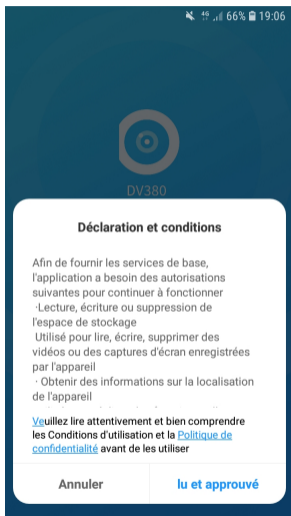 4G 66% 19:06
DV380
Déclaration et conditions
Afin de fournir les services de base,
l'application a besoin des autorisations
suivantes pour continuer à fonctionner
·Lecture, écriture ou suppression de
l'espace de stockage
Utilisé pour lire, écrire, supprimer des
vidéos ou des captures d'écran enregistrées
par l'appareil
· Obtenir des informations sur la localisation
de l'appareil
Veuillez lire attentivement et bien comprendre
les Conditions d'utilisation et la Politique de
confidentialité avant de les utiliser
Annuler lu et approuvé